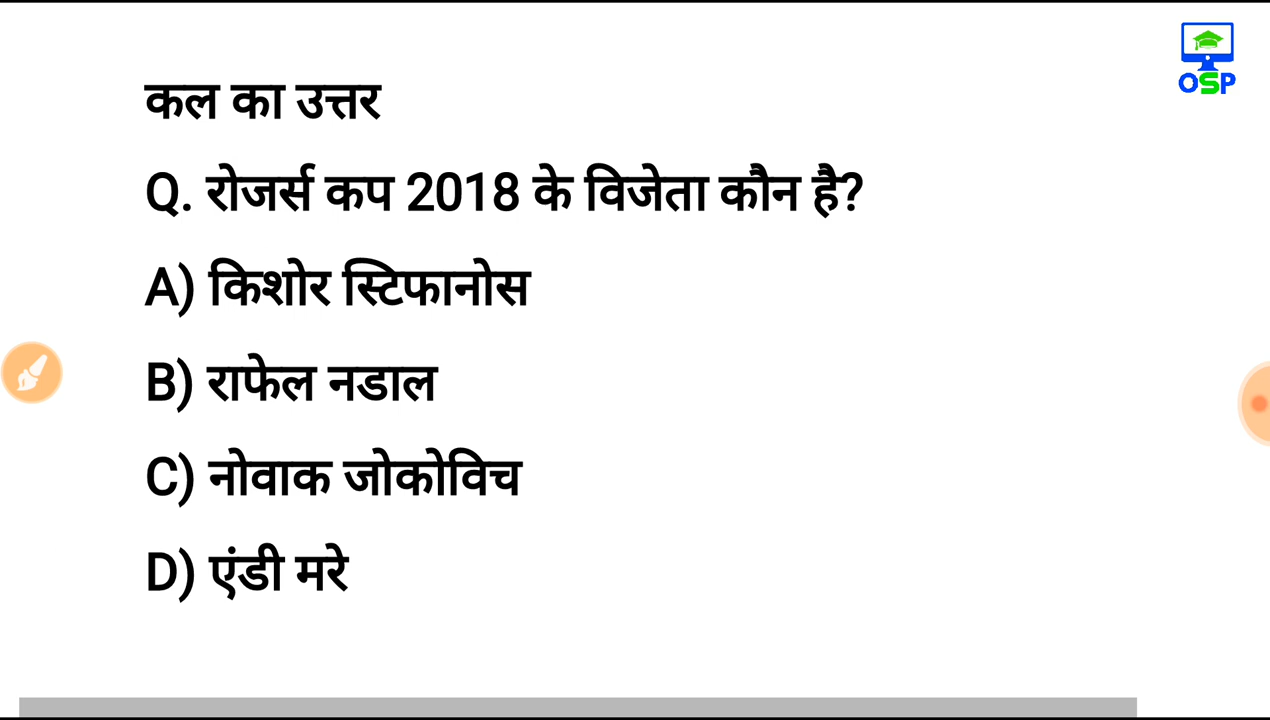 OSP
कल का उत्तर
Q. रोजर्स कप 2018 के विजेता कौन है?
A) किशोर स्टिफानोस
B) राफेल नडाल
C) नोवाक जोकोविच
D) एंडी मरे